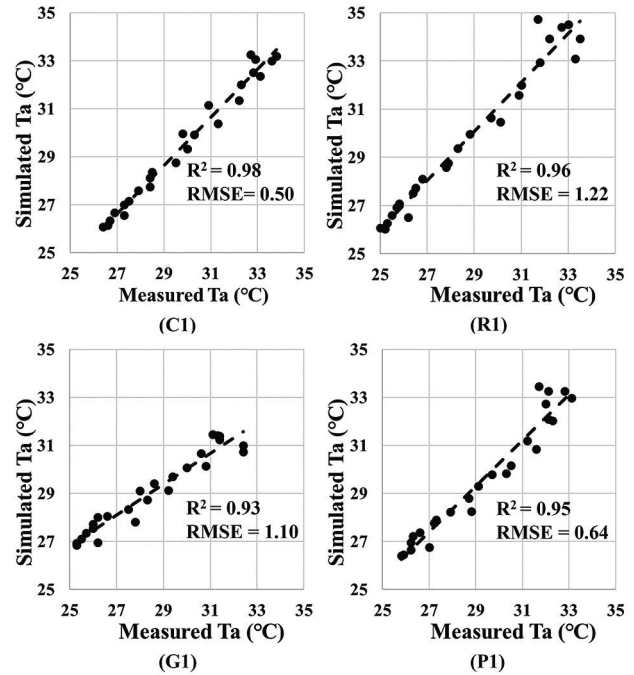 Simulated Ta (°C)
35
33
31
29
27
25
R² = 0.98
RMSE= 0.50
25 27 29 31 33 35
Measured Ta (°C)
(C1)
Simulated Ta (°C)
35
33
31
29
27
25
R² = 0.96
RMSE = 1.22
25 27 29 31 33 35
Measured Ta (°C)
(R1)
Simulated Ta (°C)
35
33
31
29
27
25
R² = 0.93
RMSE = 1.10
25 27 29 31 33 35
Measured Ta (°C)
(G1)
Simulated Ta (°C)
35
33
31
29
27
25
R² = 0.95
RMSE = 0.64
25 27 29 31 33 35
Measured Ta (°C)
(P1)